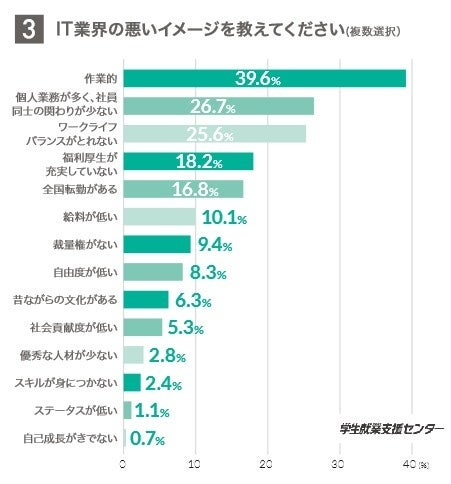 3 IT業界の悪いイメージを教えてください(複数選択)
作業的 39.6%
個人業務が多く、社員
同士の関わりが少ない 26.7%
ワークライフ
バランスがとれない 25.6%
福利厚生が
充実していない 18.2%
全国転勤がある 16.8%
給料が低い 10.1%
裁量権がない 9.4%
自由度が低い 8.3%
昔ながらの文化がある 6.3%
社会貢献度が低い 5.3%
優秀な人材が少ない 2.8%
スキルが身につかない 2.4%
ステータスが低い 1.1%
学生就業支援センター
自己成長がきでない 0.7%
0 10 20 30 40 [%]